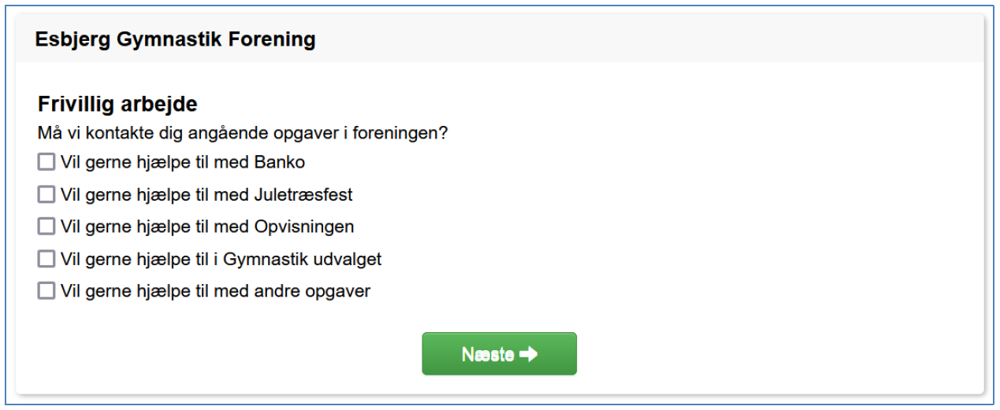 Esbjerg Gymnastik Forening
Frivillig arbejde
Må vi kontakte dig angående opgaver i foreningen?
Vil gerne hjælpe til med Banko
Vil gerne hjælpe til med Juletræsfest
Vil gerne hjælpe til med Opvisningen
Vil gerne hjælpe til i Gymnastik udvalget
Vil gerne hjælpe til med andre opgaver
Næste